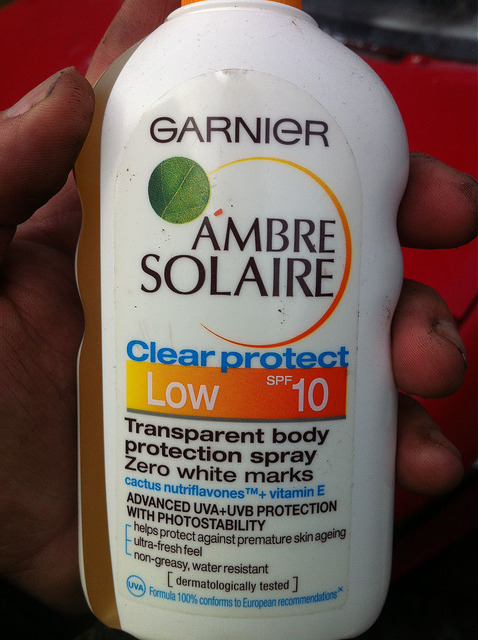 GARNIER
AMBRE
SOLAIRE
Clear protect
LOW SPF 10
Transparent body
protection spray
Zero white marks
cactus nutriflavones™ + vitamin E
ADVANCED UVA+UVB PROTECTION
WITH PHOTOSTABILITY
helps protect against premature skin ageing
ultra-fresh feel
non-greasy, water resistant
[ dermatologically tested ]
UVA Formula 100% conforms to European recommendations*